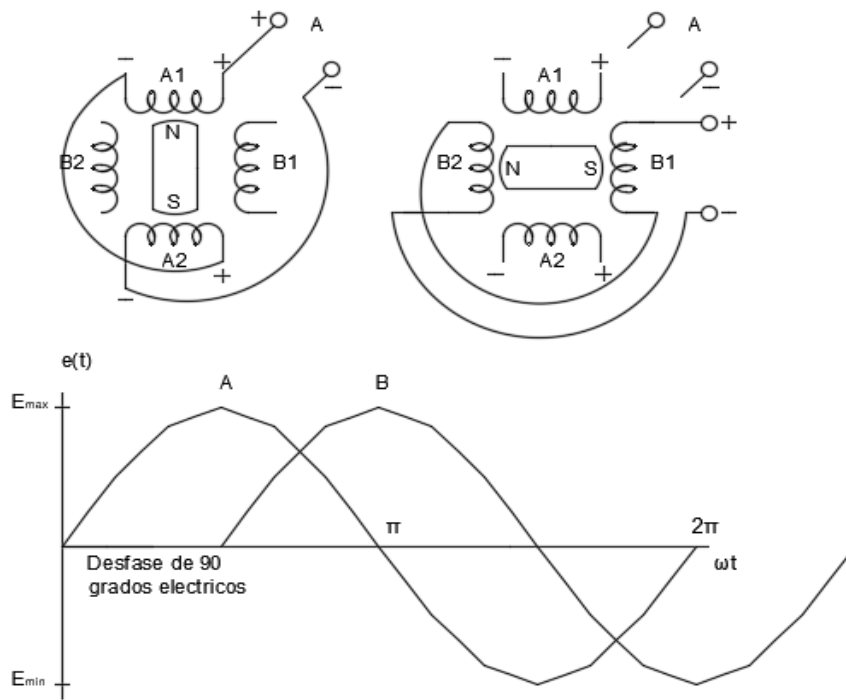 + A
− A1 + −
B2 N B1
S
A2
− +
A
− A1 + −
+
B2 N S B1
−
− A2 +
e(t)
A B
Emax
π 2π
Desfase de 90
grados electricos
ωt
Emin